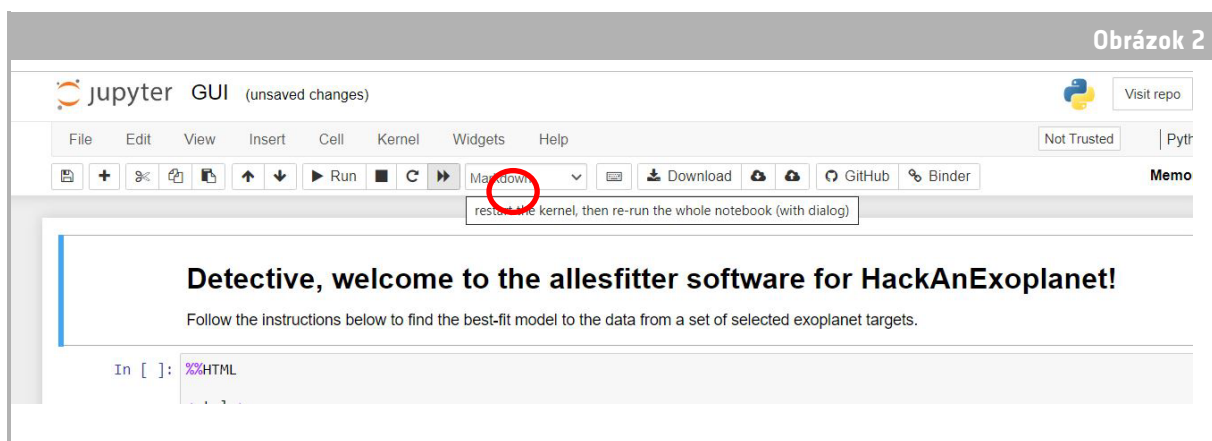 Obrázok 2
jupyter GUI (unsaved changes) Visit repo
File Edit View Insert Cell Kernel Widgets Help Not Trusted Pyth
Run Markdown Download GitHub Binder Memo
restart the kernel, then re-run the whole notebook (with dialog)
Detective, welcome to the allesfitter software for HackAnExoplanet!
Follow the instructions below to find the best-fit model to the data from a set of selected exoplanet targets.
In [ ]: %%HTML